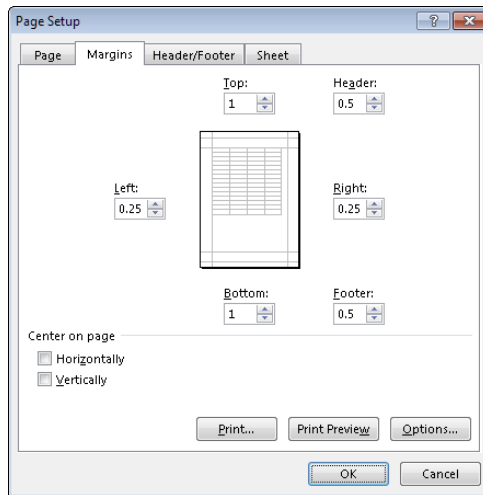 Page Setup
Page Margins Header/Footer Sheet
Top: Header:
1 0.5
Left: Right:
0.25 0.25
Bottom: Footer:
1 0.5
Center on page
Horizontally
Vertically
Print... Print Preview Options...
OK Cancel